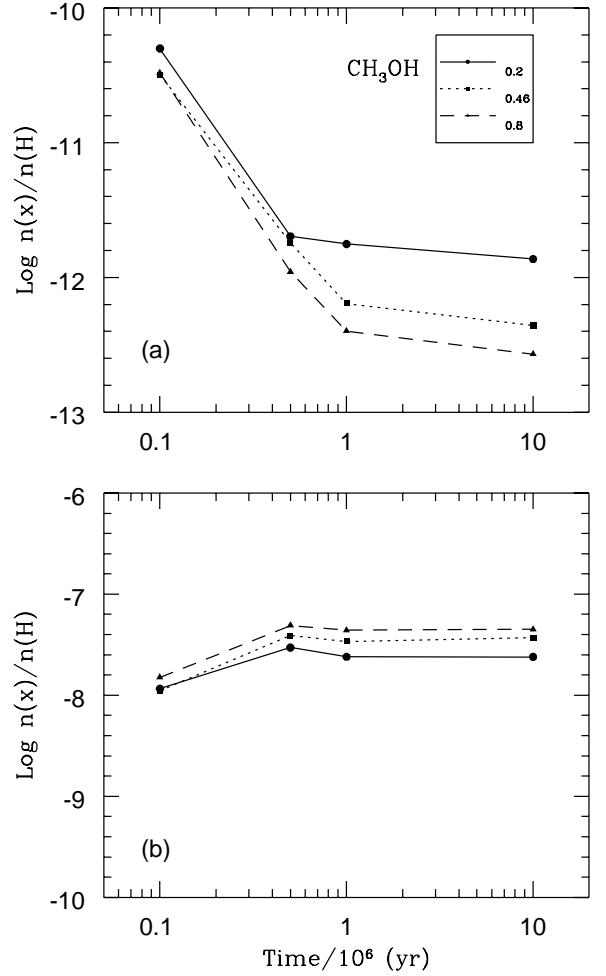 -10
CH₃OH
0.2
0.46
0.8
-11
Log n(x)/n(H)
-12
(a)
-13
0.1 1 10
-6
-7
Log n(x)/n(H)
-8
-9
(b)
-10
0.1 1 10
Time/10⁶ (yr)